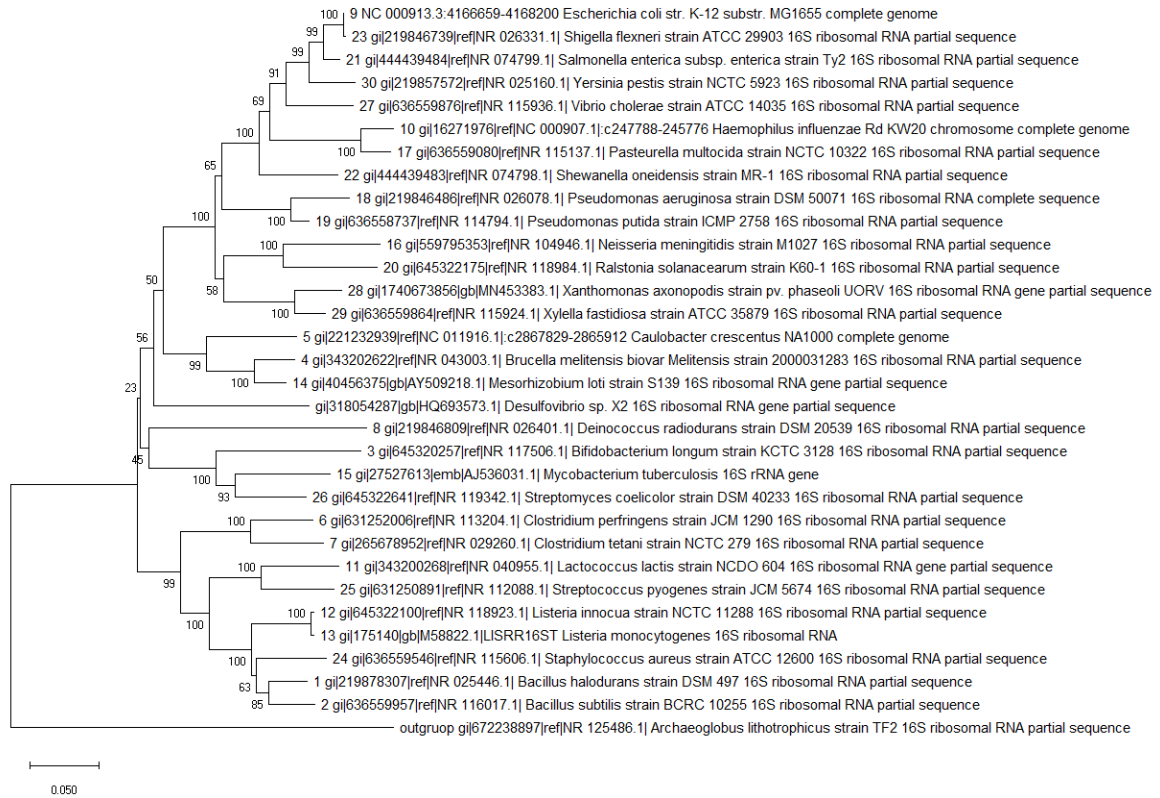 9 NC 000913.3:4166659-4168200 Escherichia coli str. K-12 substr. MG1655 complete genome
23 gi|219846739|ref|NR 026331.1| Shigella flexneri strain ATCC 29903 16S ribosomal RNA partial sequence
21 gi|444439484|ref|NR 074799.1| Salmonella enterica subsp. enterica strain Ty2 16S ribosomal RNA partial sequence
30 gi|219857572|ref|NR 025160.1| Yersinia pestis strain NCTC 5923 16S ribosomal RNA partial sequence
27 gi|636559876|ref|NR 115936.1| Vibrio cholerae strain ATCC 14035 16S ribosomal RNA partial sequence
10 gi|16271976|ref|NC 000907.1|:c247788-245776 Haemophilus influenzae Rd KW20 chromosome complete genome
17 gi|636559080|ref|NR 115137.1| Pasteurella multocida strain NCTC 10322 16S ribosomal RNA partial sequence
22 gi|444439483|ref|NR 074798.1| Shewanella oneidensis strain MR-1 16S ribosomal RNA partial sequence
18 gi|219846486|ref|NR 026078.1| Pseudomonas aeruginosa strain DSM 50071 16S ribosomal RNA complete sequence
19 gi|636558737|ref|NR 114794.1| Pseudomonas putida strain ICMP 2758 16S ribosomal RNA partial sequence
16 gi|559795353|ref|NR 104946.1| Neisseria meningitidis strain M1027 16S ribosomal RNA partial sequence
20 gi|645322175|ref|NR 118984.1| Ralstonia solanacearum strain K60-1 16S ribosomal RNA partial sequence
28 gi|1740673856|gb|MN453383.1| Xanthomonas axonopodis strain pv. phaseoli UORV 16S ribosomal RNA gene partial sequence
29 gi|636559864|ref|NR 115924.1| Xylella fastidiosa strain ATCC 35879 16S ribosomal RNA partial sequence
5 gi|221232939|ref|NC 011916.1|:c2867829-2865912 Caulobacter crescentus NA1000 complete genome
4 gi|343202622|ref|NR 043003.1| Brucella melitensis biovar Melitensis strain 2000031283 16S ribosomal RNA partial sequence
14 gi|40456375|gb|AY509218.1| Mesorhizobium loti strain S139 16S ribosomal RNA gene partial sequence
gi|318054287|gb|HQ693573.1| Desulfovibrio sp. X2 16S ribosomal RNA gene partial sequence
8 gi|219846809|ref|NR 026401.1| Deinococcus radiodurans strain DSM 20539 16S ribosomal RNA partial sequence
3 gi|645320257|ref|NR 117506.1| Bifidobacterium longum strain KCTC 3128 16S ribosomal RNA partial sequence
15 gi|27527613|emb|AJ536031.1| Mycobacterium tuberculosis 16S rRNA gene
26 gi|645322641|ref|NR 119342.1| Streptomyces coelicolor strain DSM 40233 16S ribosomal RNA partial sequence
6 gi|631252006|ref|NR 113204.1| Clostridium perfringens strain JCM 1290 16S ribosomal RNA partial sequence
7 gi|265678952|ref|NR 029260.1| Clostridium tetani strain NCTC 279 16S ribosomal RNA partial sequence
11 gi|343200268|ref|NR 040955.1| Lactococcus lactis strain NCDO 604 16S ribosomal RNA gene partial sequence
25 gi|631250891|ref|NR 112088.1| Streptococcus pyogenes strain JCM 5674 16S ribosomal RNA partial sequence
12 gi|645322100|ref|NR 118923.1| Listeria innocua strain NCTC 11288 16S ribosomal RNA partial sequence
13 gi|175140|gb|M58822.1|LISRR16ST Listeria monocytogenes 16S ribosomal RNA
24 gi|636559546|ref|NR 115606.1| Staphylococcus aureus strain ATCC 12600 16S ribosomal RNA partial sequence
1 gi|219878307|ref|NR 025446.1| Bacillus halodurans strain DSM 497 16S ribosomal RNA partial sequence
2 gi|636559957|ref|NR 116017.1| Bacillus subtilis strain BCRC 10255 16S ribosomal RNA partial sequence
outgruop gi|672238897|ref|NR 125486.1| Archaeoglobus lithotrophicus strain TF2 16S ribosomal RNA partial sequence
100
99
99
91
69
100
100
65
100
100
100
58
100
50
99
100
56
23
45
100
93
100
99
100
100
100
100
63
85
0.050